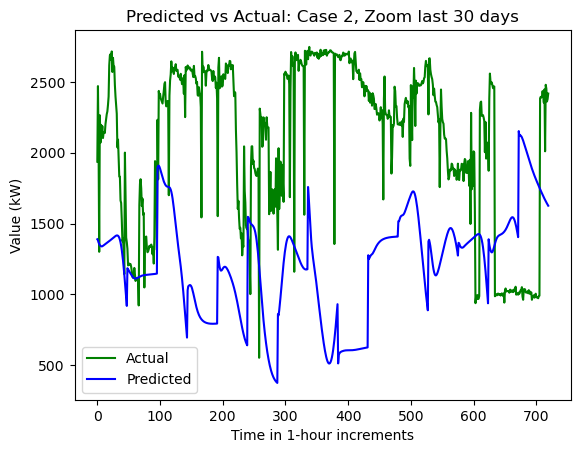 Predicted vs Actual: Case 2, Zoom last 30 days
Value (kW)
2500
2000
1500
1000
500
Actual
Predicted
0 100 200 300 400 500 600 700
Time in 1-hour increments